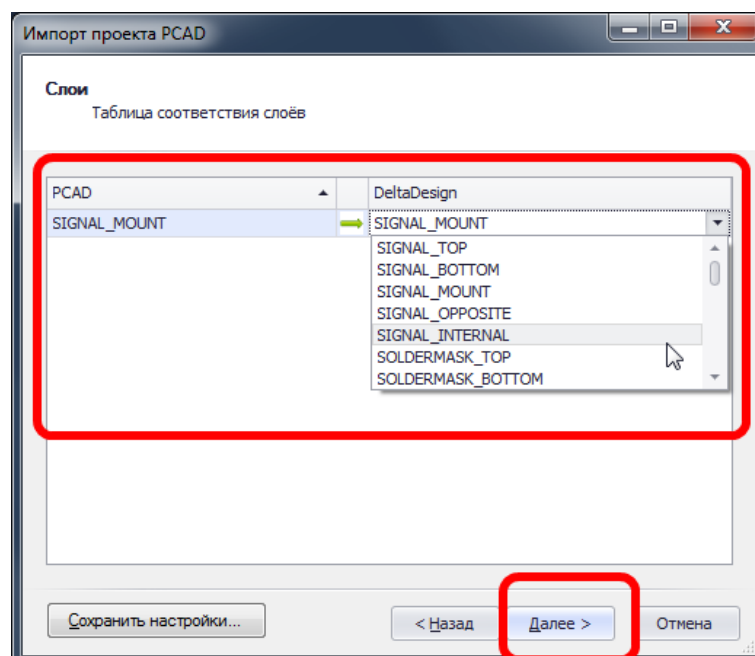 Импорт проекта PCAD
Слои
Таблица соответствия слоёв
PCAD DeltaDesign
SIGNAL_MOUNT SIGNAL_MOUNT
SIGNAL_TOP
SIGNAL_BOTTOM
SIGNAL_MOUNT
SIGNAL_OPPOSITE
SIGNAL_INTERNAL
SOLDERMASK_TOP
SOLDERMASK_BOTTOM
Сохранить настройки... < Назад Далее > Отмена